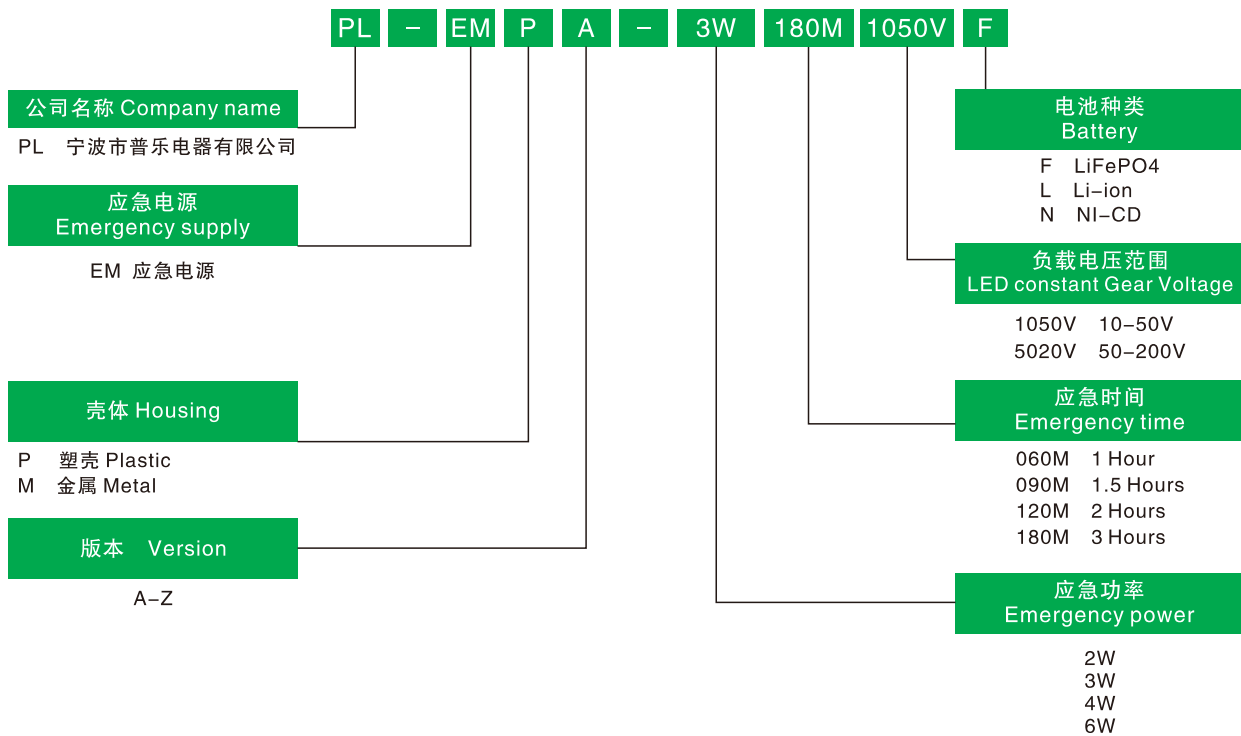 PL – EM P A – 3W 180M 1050V F
公司名称 Company name
PL 宁波市普乐电器有限公司
应急电源
Emergency supply
EM 应急电源
壳体 Housing
P 塑壳 Plastic
M 金属 Metal
版本 Version
A–Z
电池种类
Battery
F LiFePO4
L Li–ion
N NI–CD
负载电压范围
LED constant Gear Voltage
1050V 10–50V
5020V 50–200V
应急时间
Emergency time
060M 1 Hour
090M 1.5 Hours
120M 2 Hours
180M 3 Hours
应急功率
Emergency power
2W
3W
4W
6W